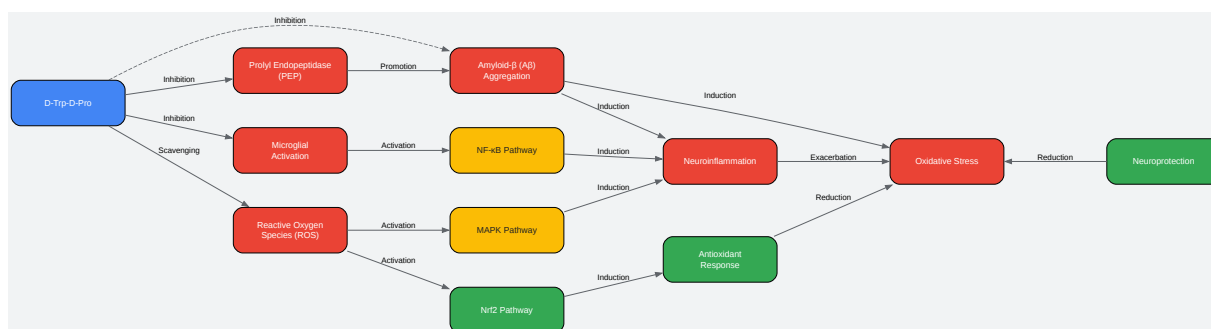 Inhibition
Prolyl Endopeptidase
(PEP)
Promotion
Amyloid-β (Aβ)
Aggregation
Inhibition
Induction
D-Trp-D-Pro
Induction
Inhibition
Microglial
Activation
Activation
NF-κB Pathway
Induction
Neuroinflammation
Exacerbation
Oxidative Stress
Reduction
Neuroprotection
Scavenging
Induction
Reduction
Reactive Oxygen
Species (ROS)
Activation
MAPK Pathway
Activation
Antioxidant
Response
Induction
Nrf2 Pathway